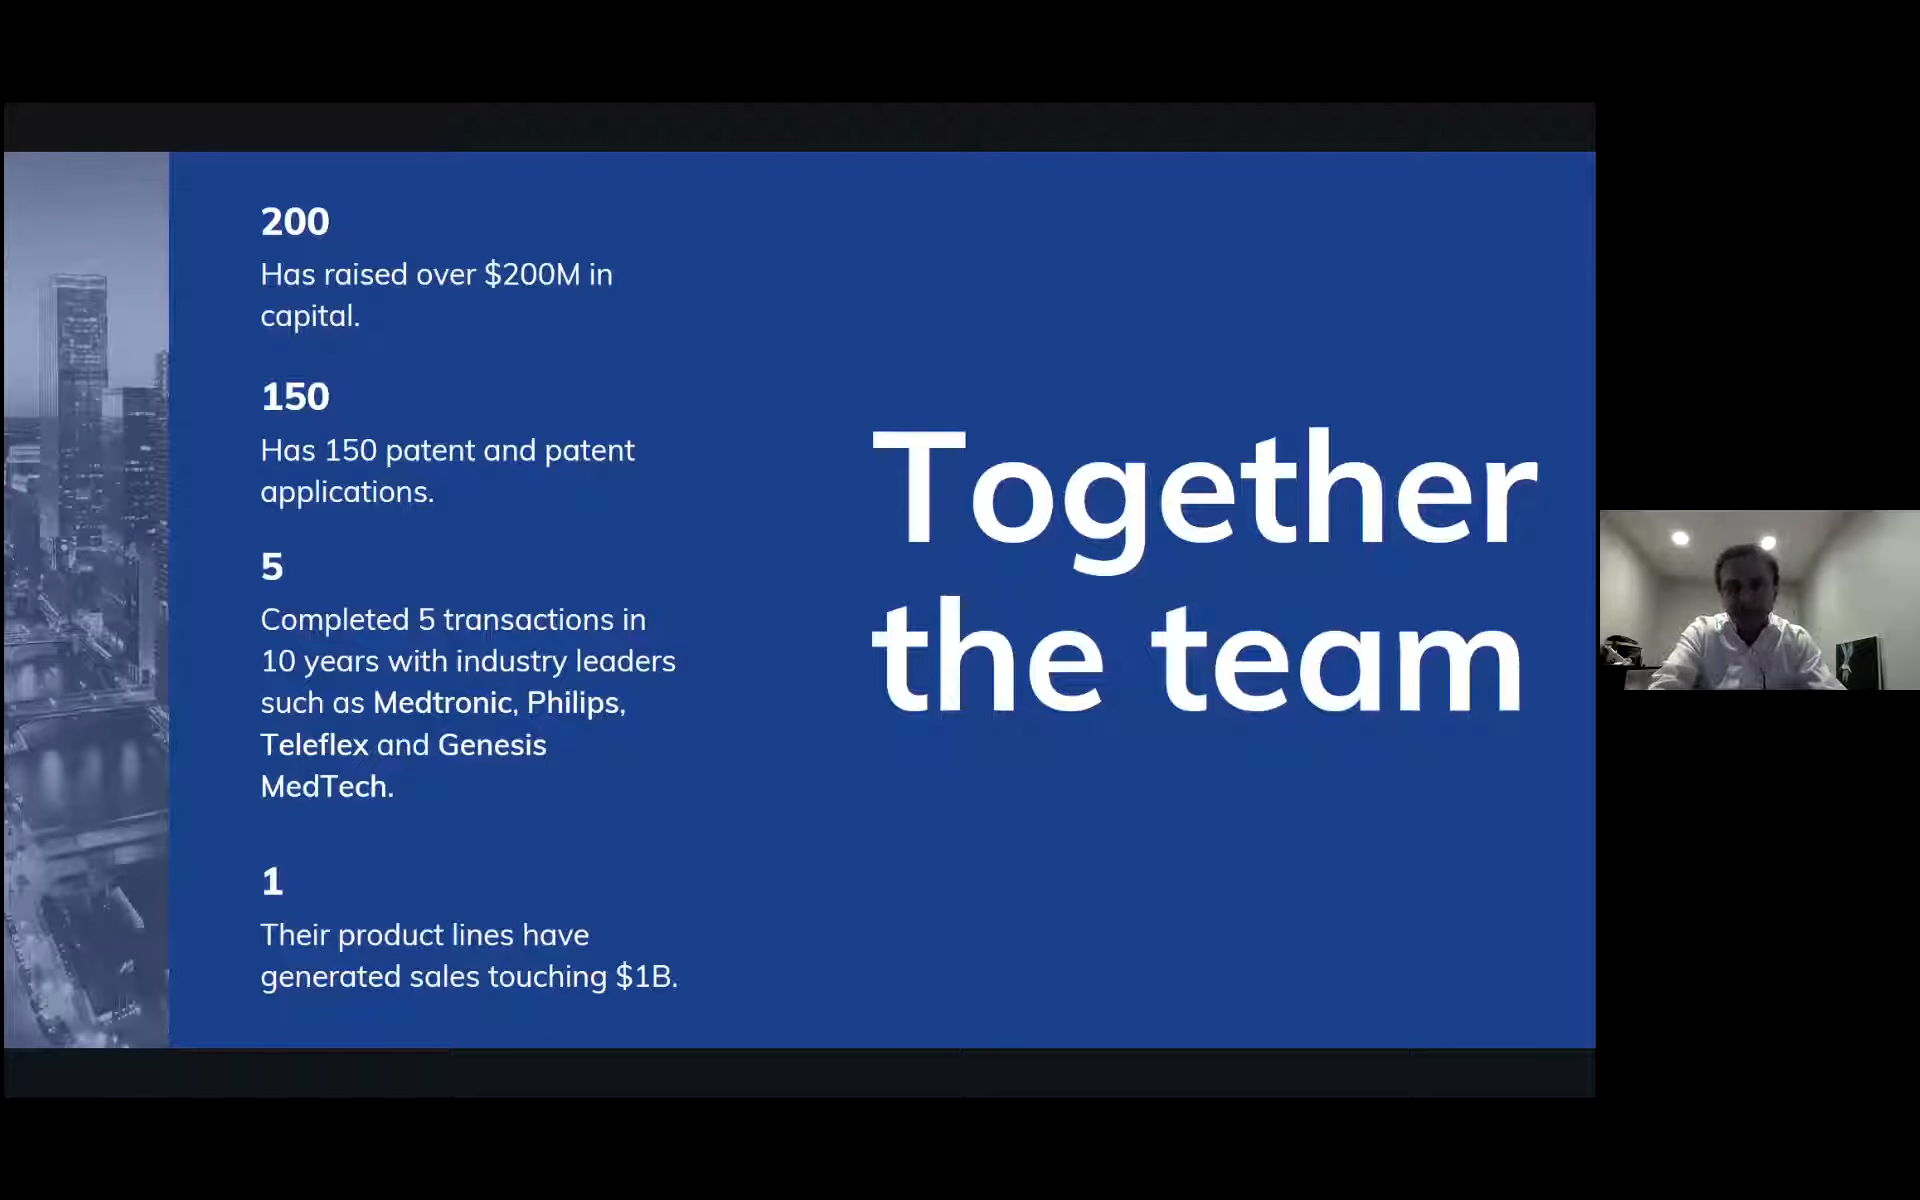 200
Has raised over $200M in
capital.
150
Has 150 patent and patent
applications.
5
Completed 5 transactions in
10 years with industry leaders
such as Medtronic, Philips,
Teleflex and Genesis
MedTech.
1
Their product lines have
generated sales touching $1B.
Together
the team